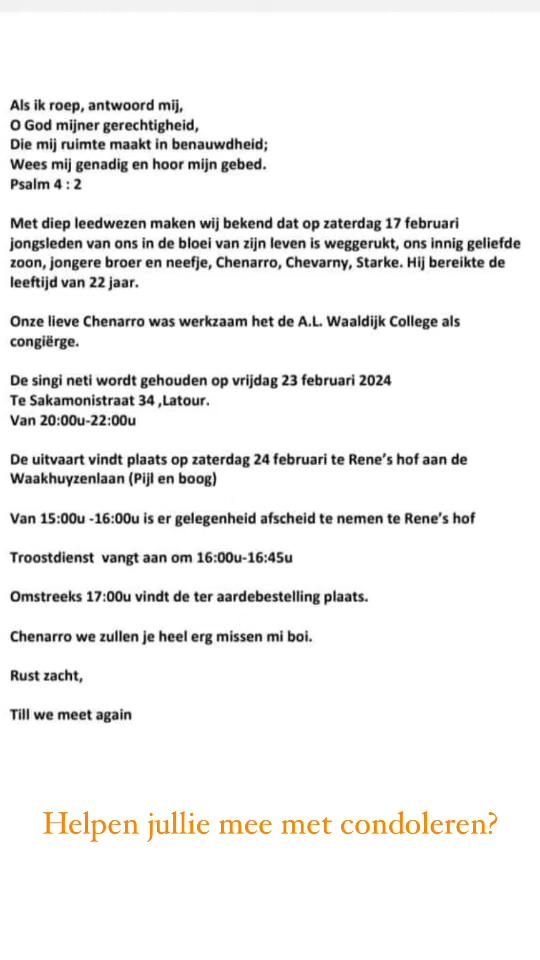 Als ik roep, antwoord mij,
O God mijner gerechtigheid,
Die mij ruimte maakt in benauwdheid;
Wees mij genadig en hoor mijn gebed.
Psalm 4 : 2
Met diep leedwezen maken wij bekend dat op zaterdag 17 februari
jongsleden van ons in de bloei van zijn leven is weggerukt, ons innig geliefde
zoon, jongere broer en neefje, Chenarro, Chevarny, Starke. Hij bereikte de
leeftijd van 22 jaar.
Onze lieve Chenarro was werkzaam het de A.L. Waaldijk College als
congiërge.
De singi neti wordt gehouden op vrijdag 23 februari 2024
Te Sakamonistraat 34 ,Latour.
Van 20:00u-22:00u
De uitvaart vindt plaats op zaterdag 24 februari te Rene's hof aan de
Waakhuyzenlaan (Pijl en boog)
Van 15:00u -16:00u is er gelegenheid afscheid te nemen te Rene's hof
Troostdienst  vangt aan om 16:00u-16:45u
Omstreeks 17:00u vindt de ter aardebestelling plaats.
Chenarro we zullen je heel erg missen mi boi.
Rust zacht,
Till we meet again
Helpen jullie mee met condoleren?